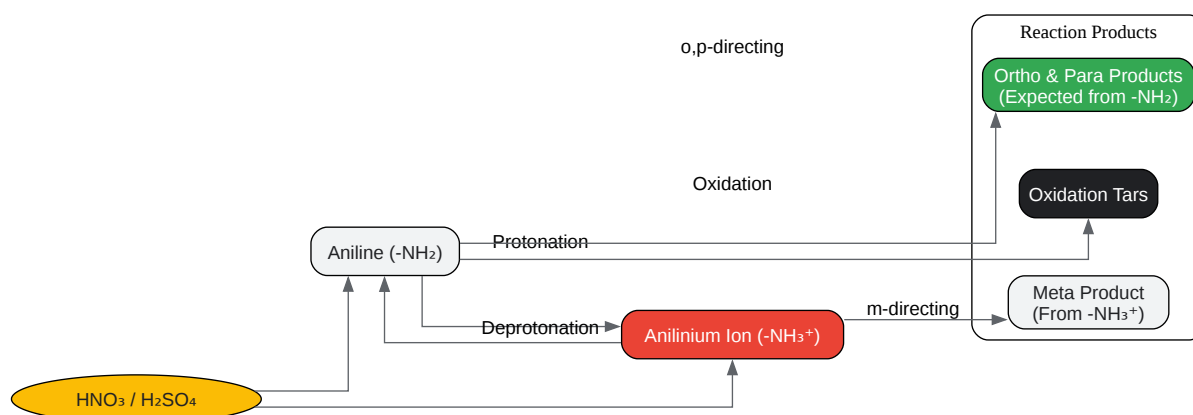 Reaction Products
o,p-directing
Ortho & Para Products
(Expected from -NH₂)
Oxidation
Oxidation Tars
Protonation
Aniline (-NH₂)
Meta Product
(From -NH₃⁺)
m-directing
Deprotonation
Anilinium Ion (-NH₃⁺)
HNO₃ / H₂SO₄